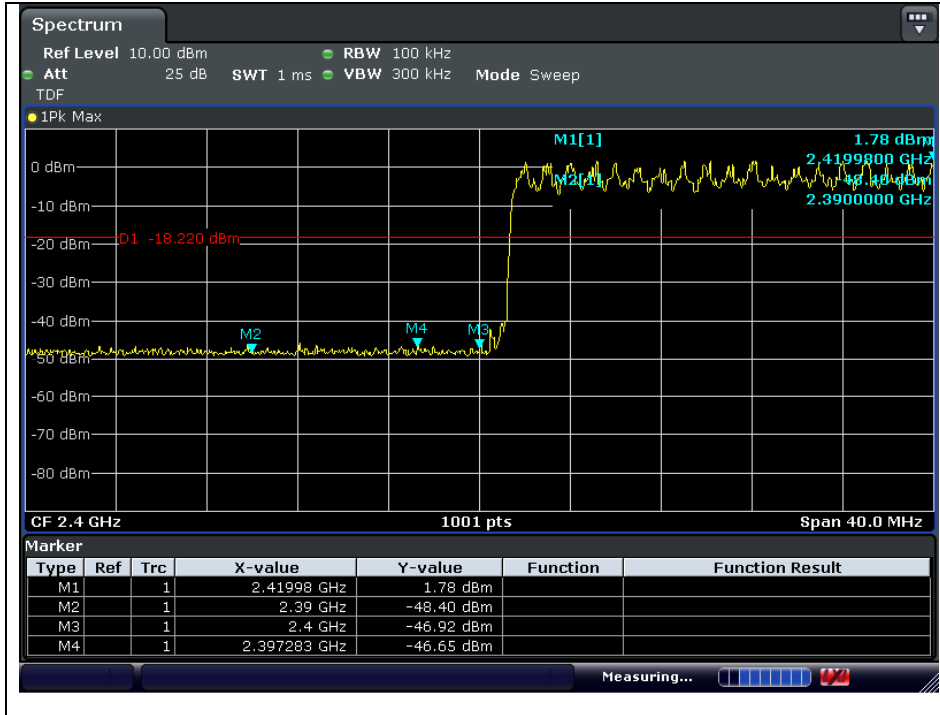 Spectrum
Ref Level 10.00 dBm RBW 100 kHz
Att 25 dB SWT 1 ms VBW 300 kHz Mode Sweep
TDF
1Pk Max
M1[1] 1.78 dBm
2.4199800 GHz
M2[1] -48.40 dBm
2.3900000 GHz
0 dBm
-10 dBm
D1 -18.220 dBm
-20 dBm
-30 dBm
-40 dBm
M2 M4 M3
-50 dBm
-60 dBm
-70 dBm
-80 dBm
CF 2.4 GHz 1001 pts Span 40.0 MHz
Marker
Type Ref Trc X-value Y-value Function Function Result
M1 1 2.41998 GHz 1.78 dBm
M2 1 2.39 GHz -48.40 dBm
M3 1 2.4 GHz -46.92 dBm
M4 1 2.397283 GHz -46.65 dBm
Measuring...